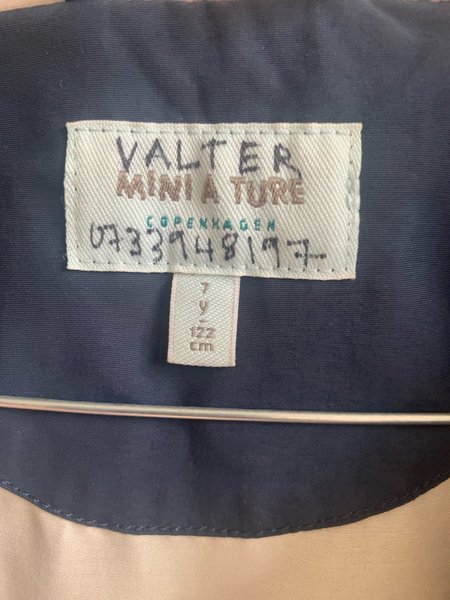 VALTER
MINI A TURE
COPENHAGEN
0733948197
7
y
-
122
cm